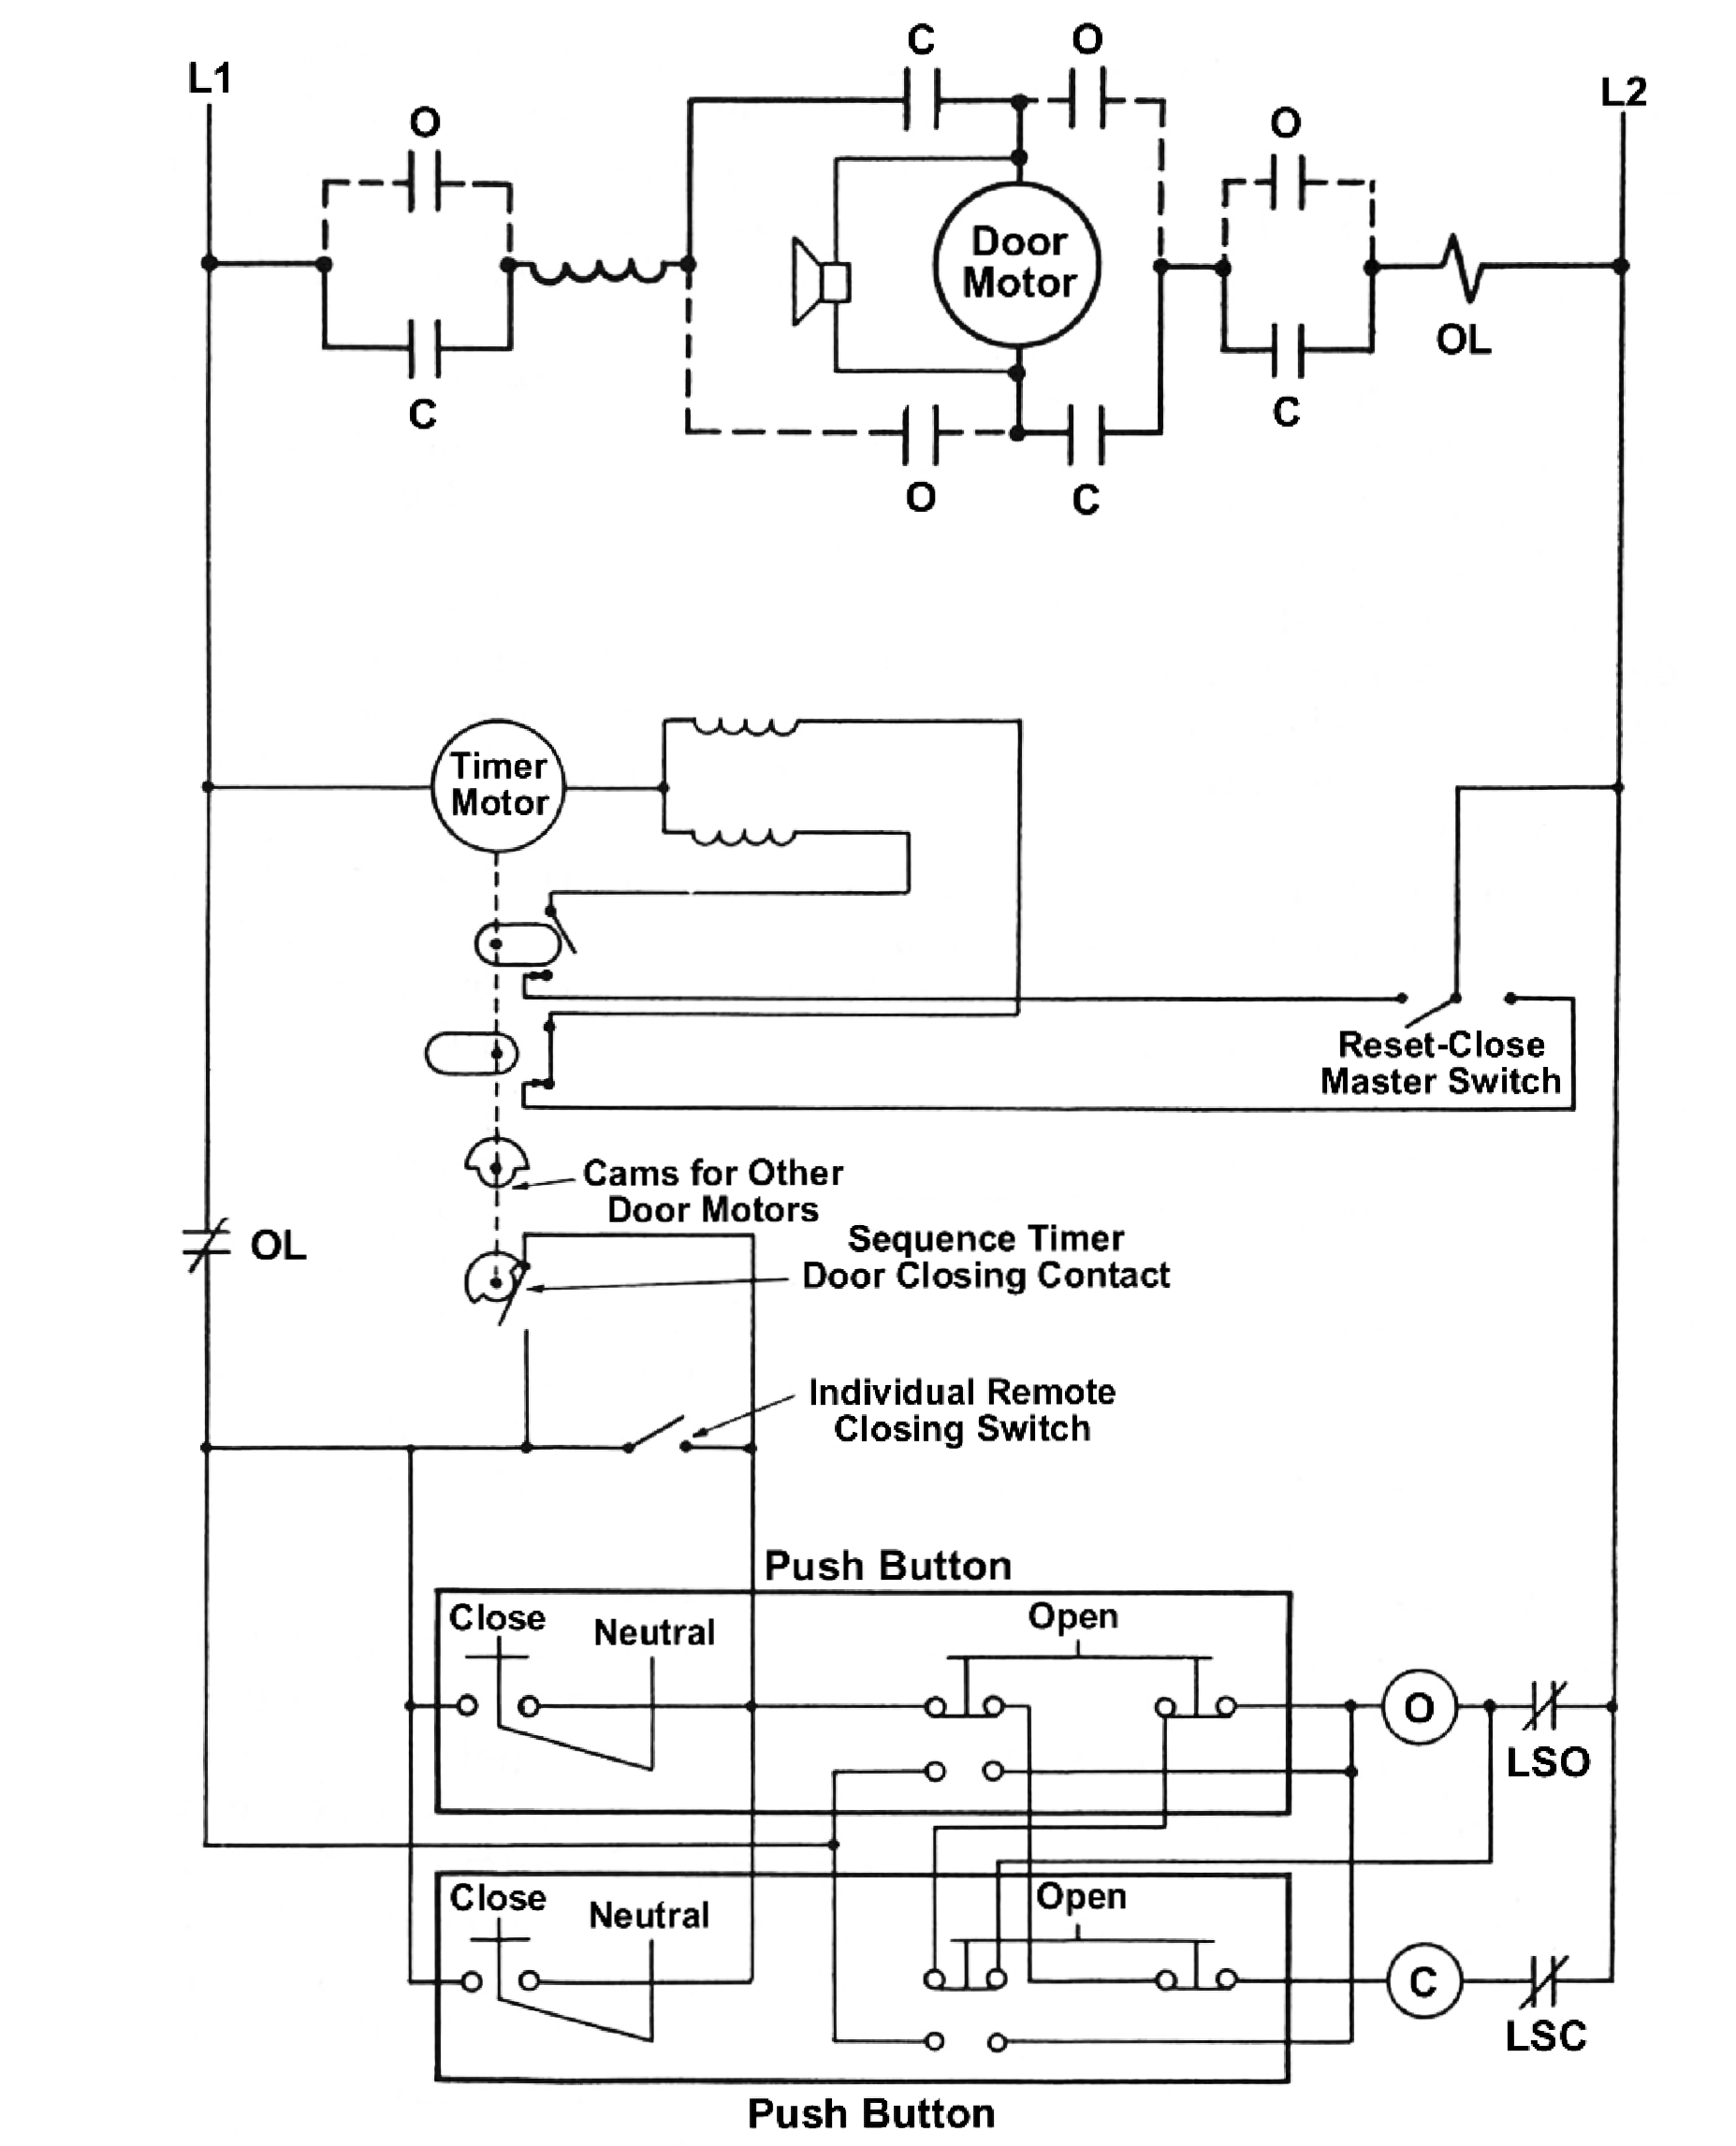 C
O
L1
L2
O
O
Door
Motor
OL
C
C
O
C
Timer
Motor
Reset-Close
Master Switch
Cams for Other
Door Motors
OL
Sequence Timer
Door Closing Contact
Individual Remote
Closing Switch
Push Button
Close
Neutral
Open
O
LSO
Close
Neutral
Open
C
LSC
Push Button